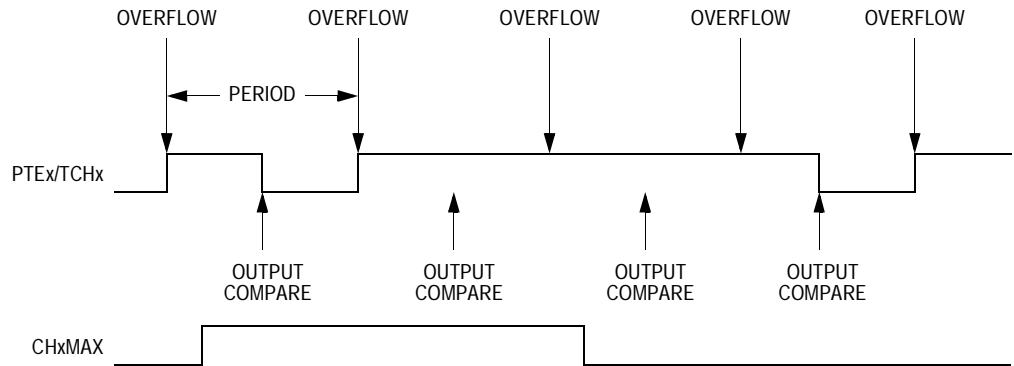 OVERFLOW OVERFLOW OVERFLOW OVERFLOW OVERFLOW
PERIOD
PTEx/TCHx
OUTPUT COMPARE
OUTPUT COMPARE
OUTPUT COMPARE
OUTPUT COMPARE
CHxMAX